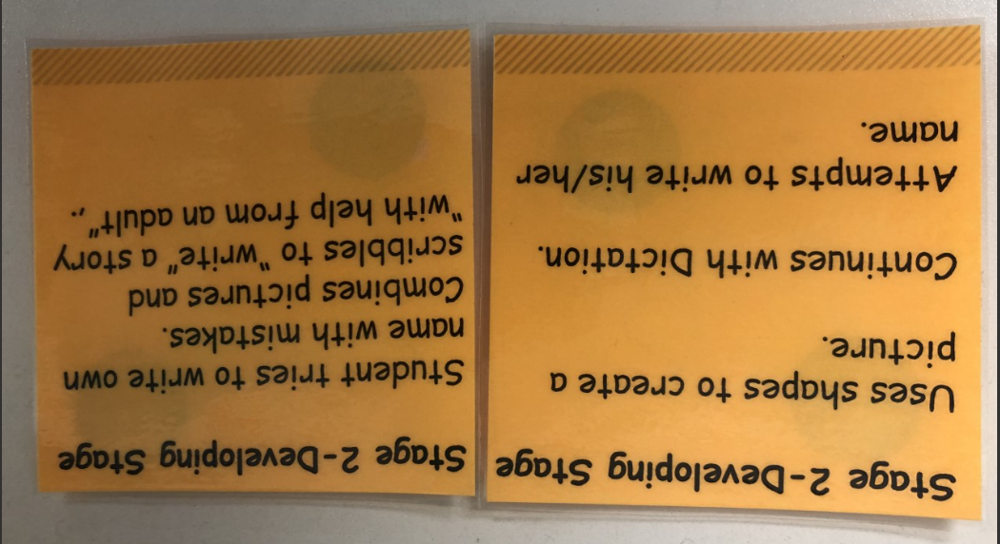 Stage 2-Developing Stage
Uses shapes to create a
picture.
Continues with Dictation.
Attempts to write his/her
name.
Stage 2-Developing Stage
Student tries to write own
name with mistakes.
Combines pictures and
scribbles to "write" a story
"with help from an adult",.